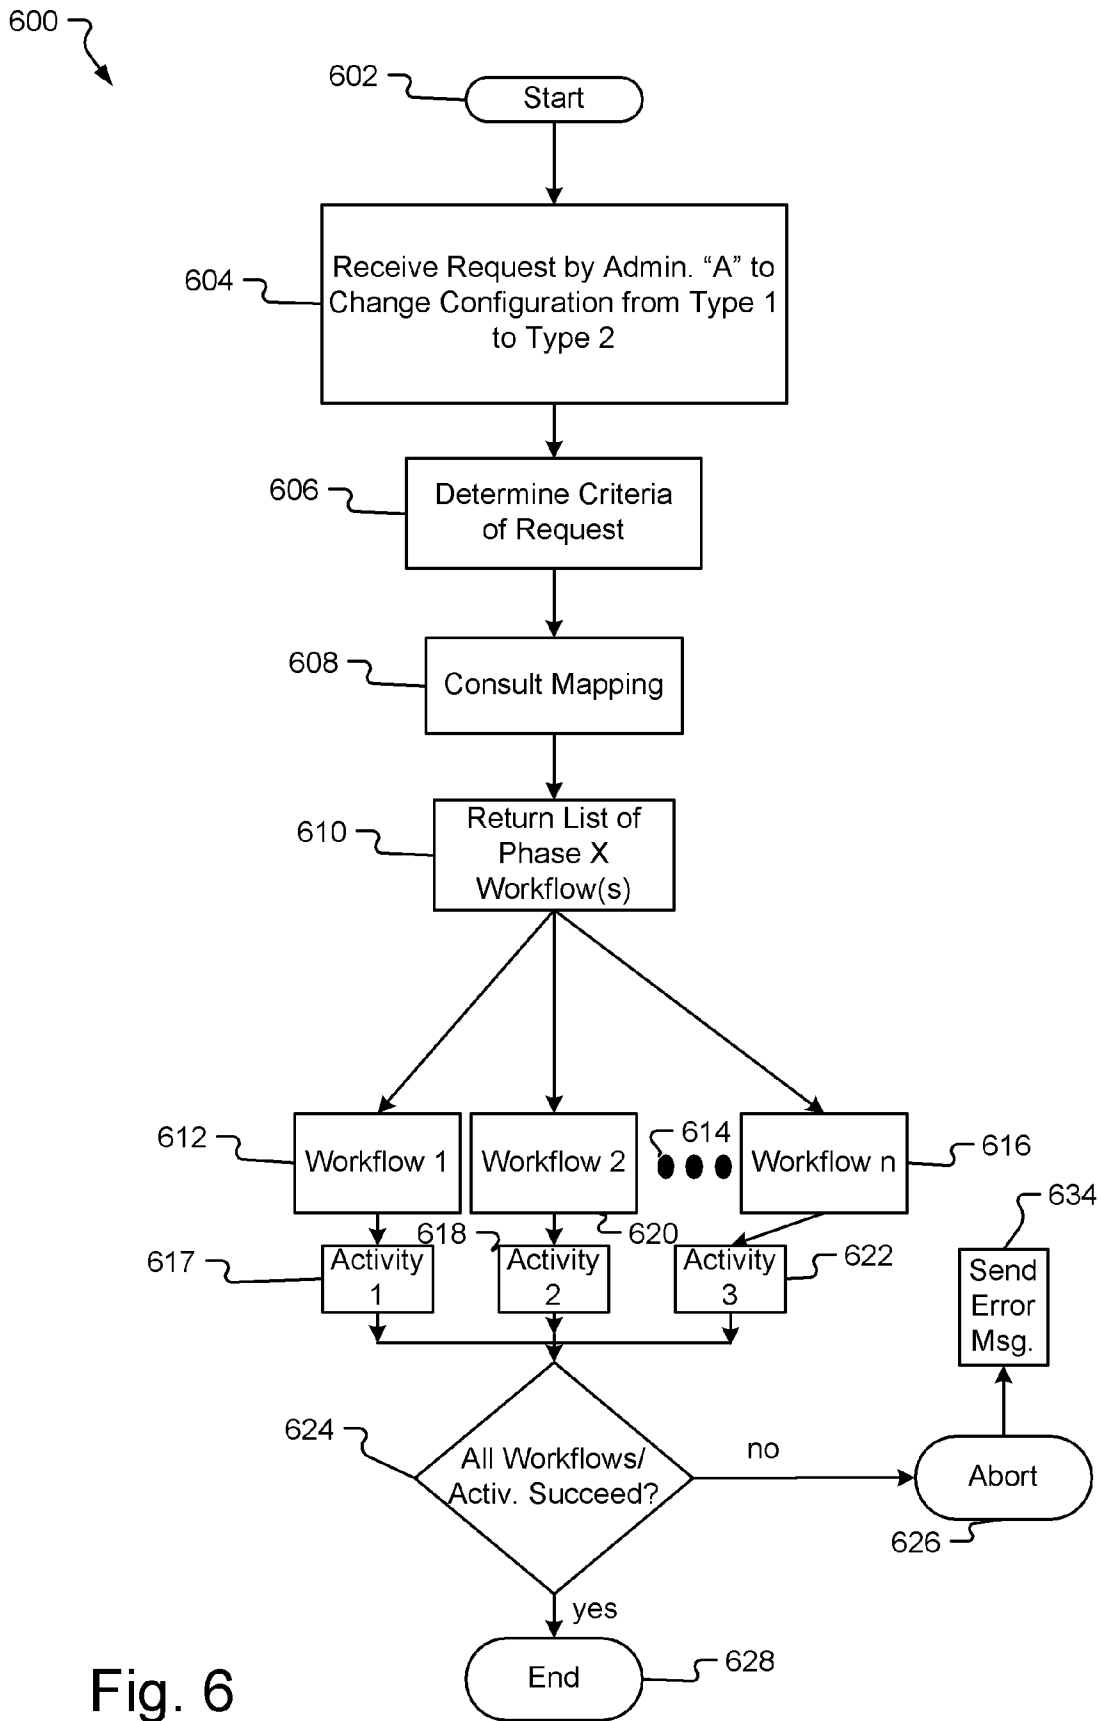 600
602
Start
604
Receive Request by Admin. “A” to
Change Configuration from Type 1
to Type 2
606
Determine Criteria
of Request
608
Consult Mapping
610
Return List of
Phase X
Workflow(s)
612
Workflow 1
Workflow 2
614
Workflow n
616
617
Activity
1
618
Activity
2
620
Activity
3
622
634
Send
Error
Msg.
624
All Workflows/
Activ. Succeed?
no
Abort
626
yes
End
628
Fig. 6